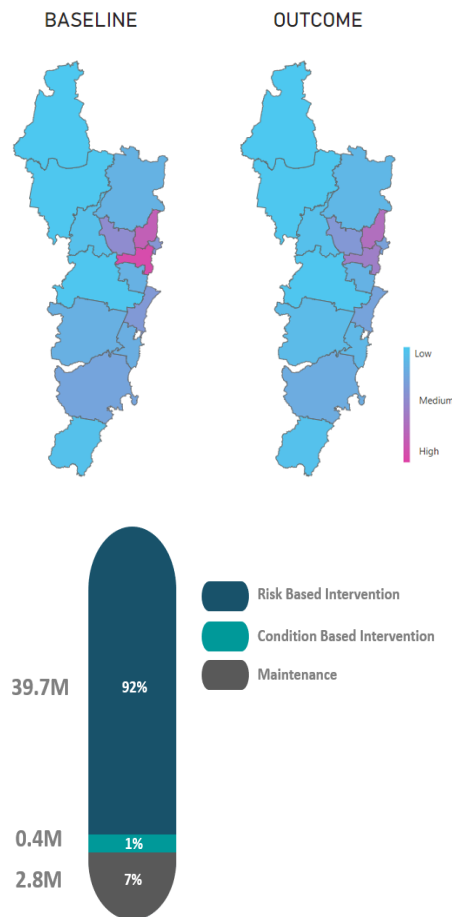 BASELINE
OUTCOME
Low
Medium
High
Risk Based Intervention
Condition Based Intervention
Maintenance
39.7M
92%
0.4M
1%
2.8M
7%